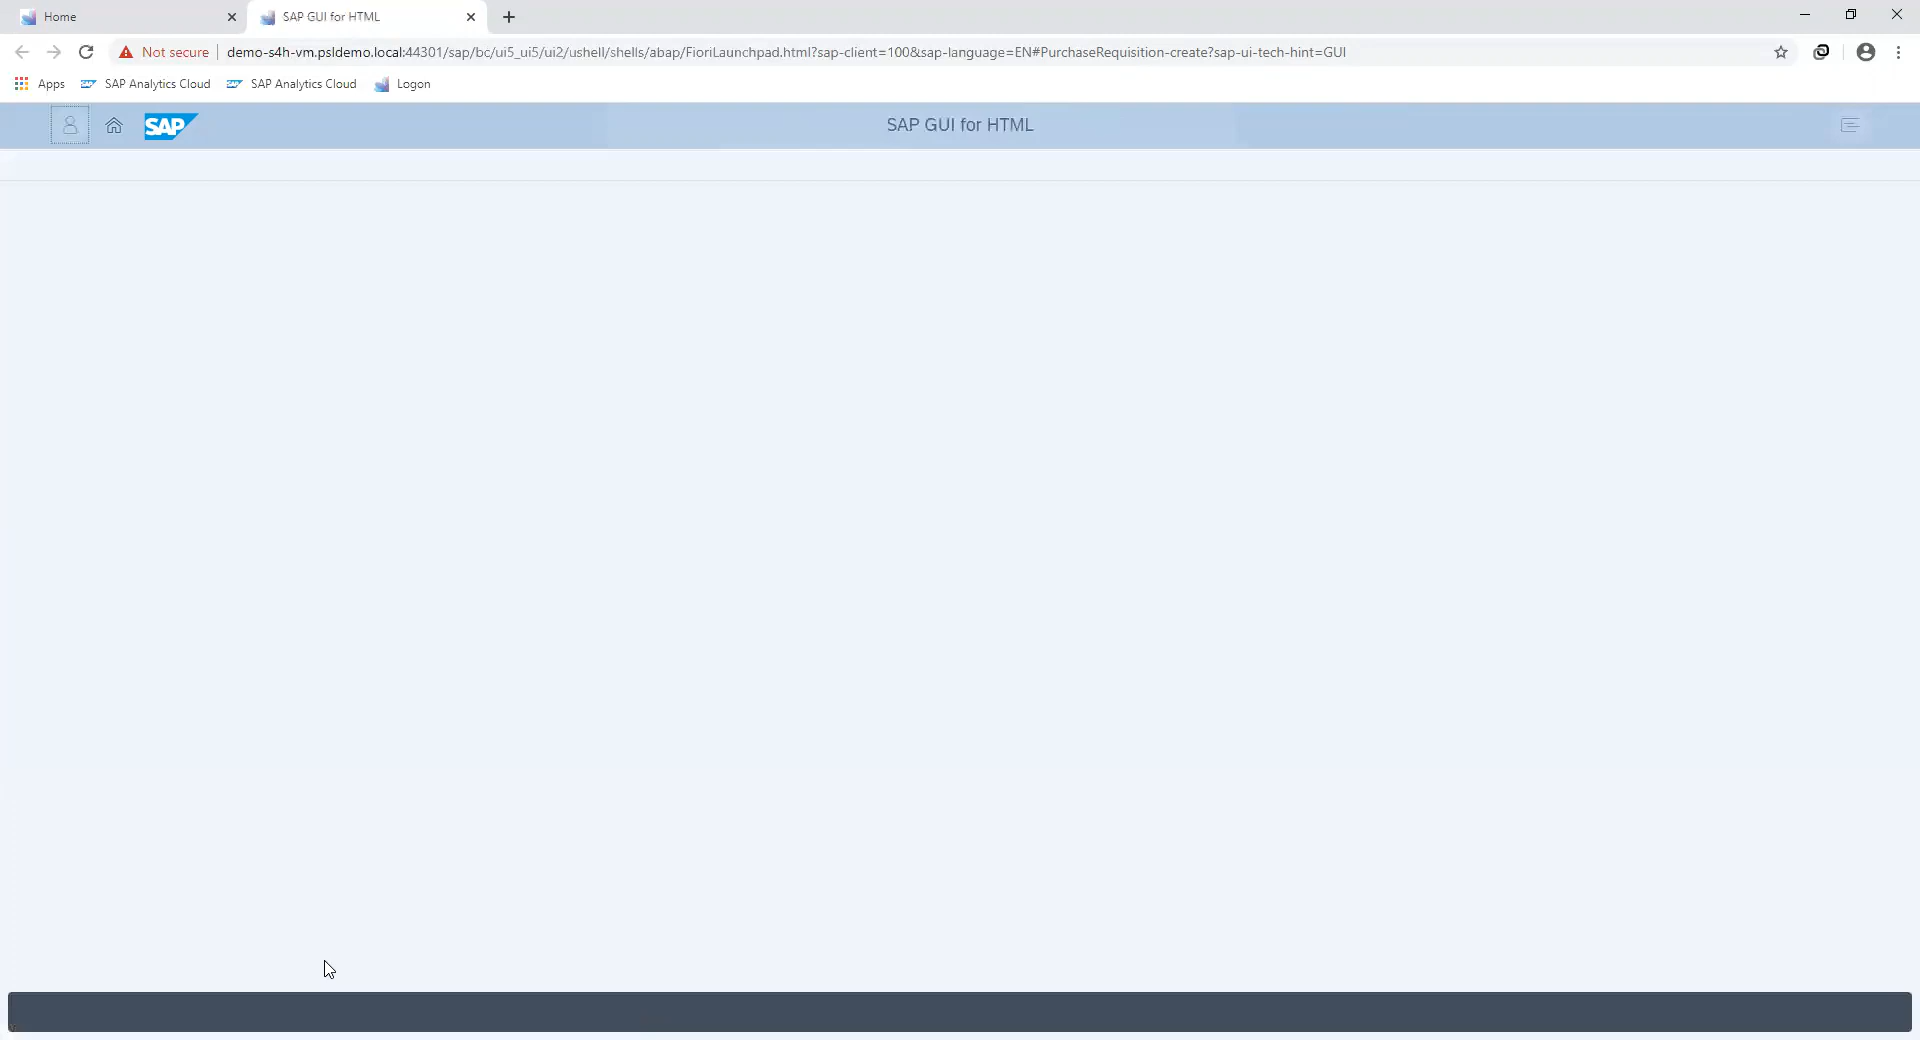 Home
SAP GUI for HTML
Not secure
demo-s4h-vm.psldemo.local:44301/sap/bc/ui5_ui5/ui2/ushell/shells/abap/FioriLaunchpad.html?sap-client=100&sap-language=EN#PurchaseRequisition-create?sap-ui-tech-hint=GUI
Apps
SAP Analytics Cloud
SAP Analytics Cloud
Logon
SAP
SAP GUI for HTML